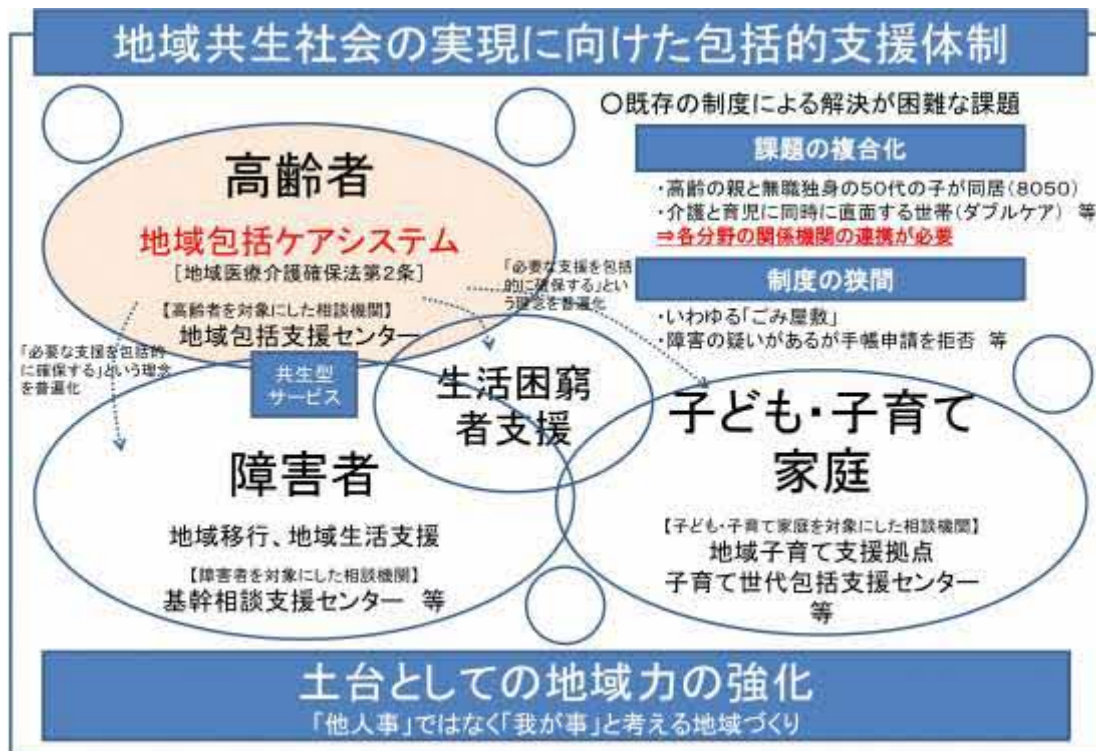 地域共生社会の実現に向けた包括的支援体制
○既存の制度による解決が困難な課題
課題の複合化
・高齢の親と無職独身の50代の子が同居(8050)
・介護と育児に同時に直面する世帯(ダブルケア) 等
⇒各分野の関係機関の連携が必要
制度の狭間
・いわゆる「ごみ屋敷」
・障害の疑いがあるが手帳申請を拒否 等
高齢者
地域包括ケアシステム
[地域医療介護確保法第2条]
【高齢者を対象にした相談機関】
地域包括支援センター
「必要な支援を包括
的に確保する」とい
う理念を普遍化
「必要な支援を包括的
に確保する」という理念
を普遍化
共生型
サービス
生活困窮
者支援
障害者
地域移行、地域生活支援
【障害者を対象にした相談機関】
基幹相談支援センター 等
子ども・子育て
家庭
【子ども・子育て家庭を対象にした相談機関】
地域子育て支援拠点
子育て世代包括支援センター
等
土台としての地域力の強化
「他人事」ではなく「我が事」と考える地域づくり